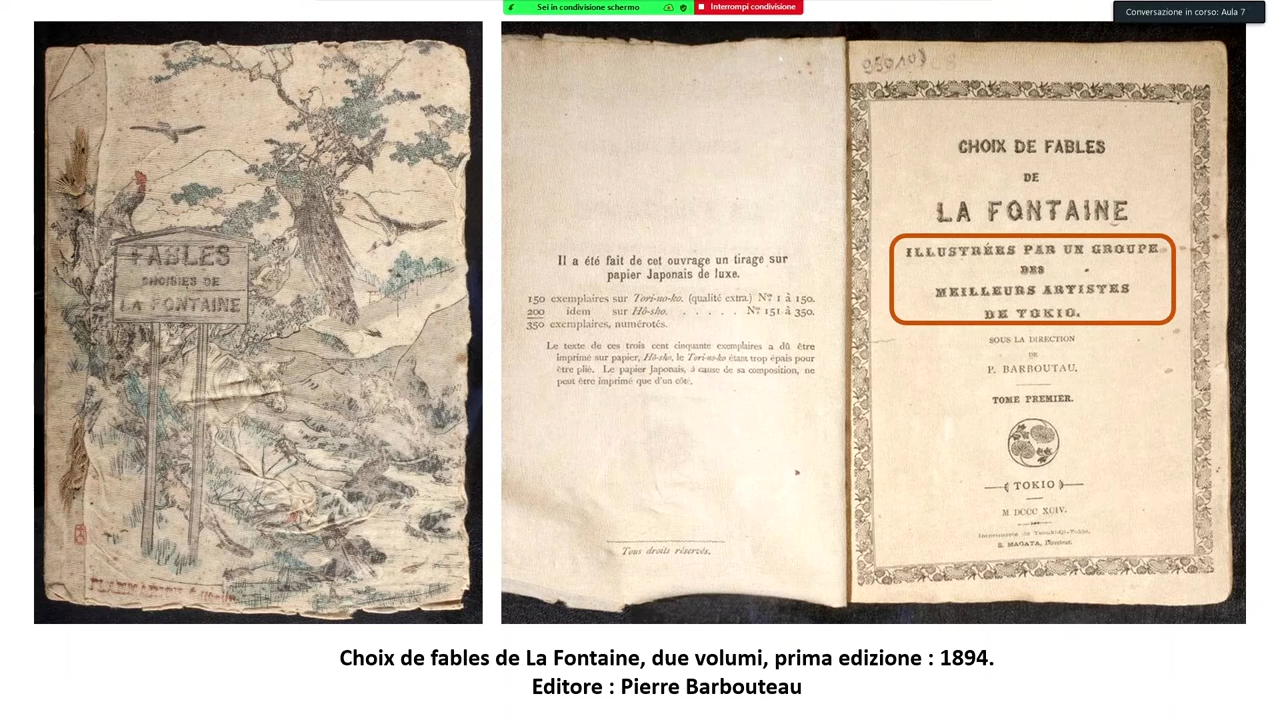 Sei in condivisione schermo
Interrompi condivisione
Conversazione in corso: Aula 7
FABLES
CHOISIES DE
LA FONTAINE
Il a été fait de cet ouvrage un tirage sur
papier Japonais de luxe.
150 exemplaires sur Tori-no-ko. (qualité extra.) Nos 1 à 150.
200 idem sur Hô-sho. . . . . . Nos 151 à 350.
350 exemplaires, numérotés.
Le texte de ces trois cent cinquante exemplaires a dû être
imprimé sur papier, Hô-sho, le Tori-no-ko étant trop épais pour
être plié. Le papier Japonais, à cause de sa composition, ne
peut être imprimé que d'un côté.
Tous droits réservés.
CHOIX DE FABLES
DE
LA FONTAINE
ILLUSTRÉES PAR UN GROUPE
DES
MEILLEURS ARTISTES
DE TOKIO.
SOUS LA DIRECTION
DE
P. BARBOUTAU.
TOME PREMIER.
TOKIO
M DCCC XCIV.
S. MAGATA, Directeur.
Choix de fables de La Fontaine, due volumi, prima edizione : 1894.
Editore : Pierre Barbouteau